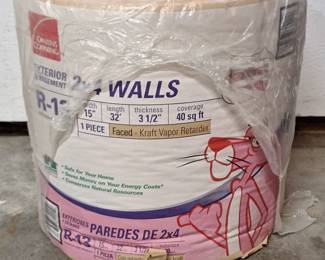 OWENS CORNING
EXTERIOR
2x4 WALLS
R-13
width length thickness coverage
15" 32' 3 1/2" 40 sq ft
1 PIECE Faced - Kraft Vapor Retarder
• Safe for Your Home
• Saves Money on Your Energy Costs*
• Conserves Natural Resources
EXTERIORES
PAREDES DE 2x4
R-13
1 PIEZA